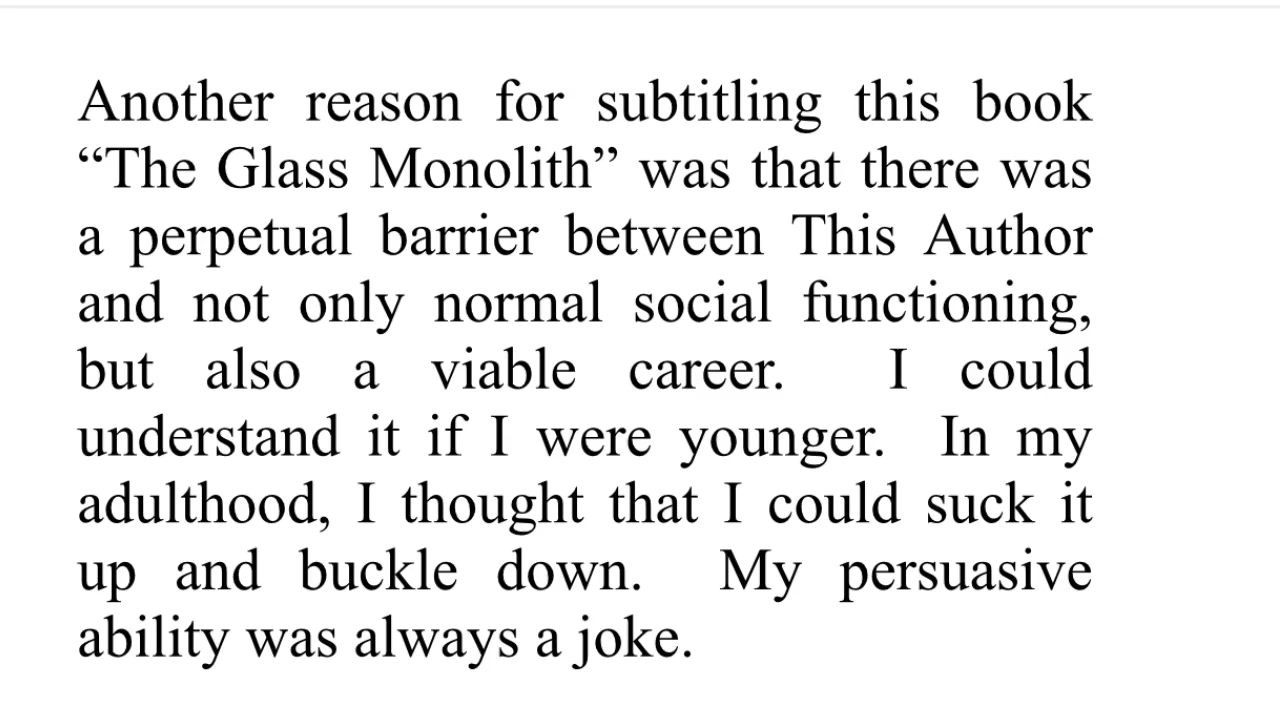 Another reason for subtitling this book
“The Glass Monolith” was that there was
a perpetual barrier between This Author
and not only normal social functioning,
but also a viable career.  I could
understand it if I were younger.  In my
adulthood, I thought that I could suck it
up and buckle down.  My persuasive
ability was always a joke.